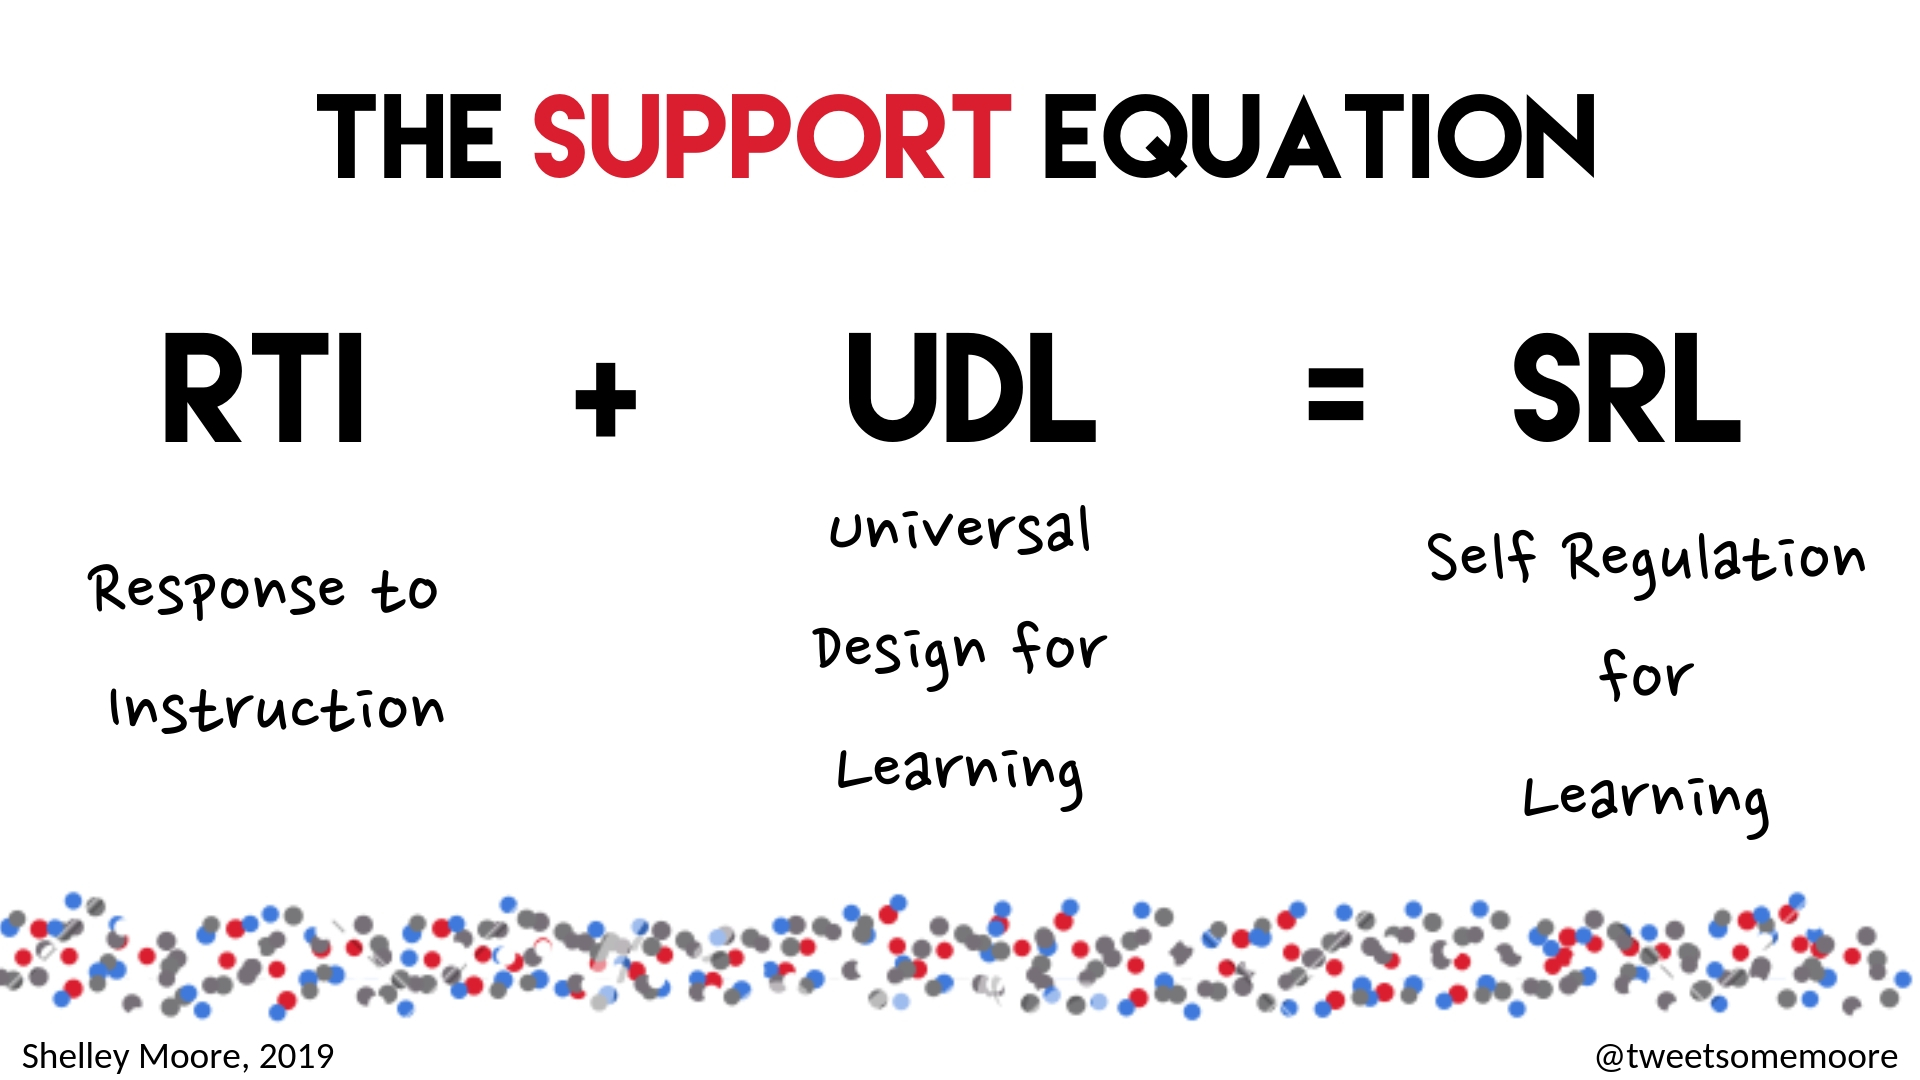 THE SUPPORT EQUATION
RTI + UDL = SRL
Response to
Instruction
Universal
Design for
Learning
Self Regulation
for
Learning
Shelley Moore, 2019
@tweetsomemoore